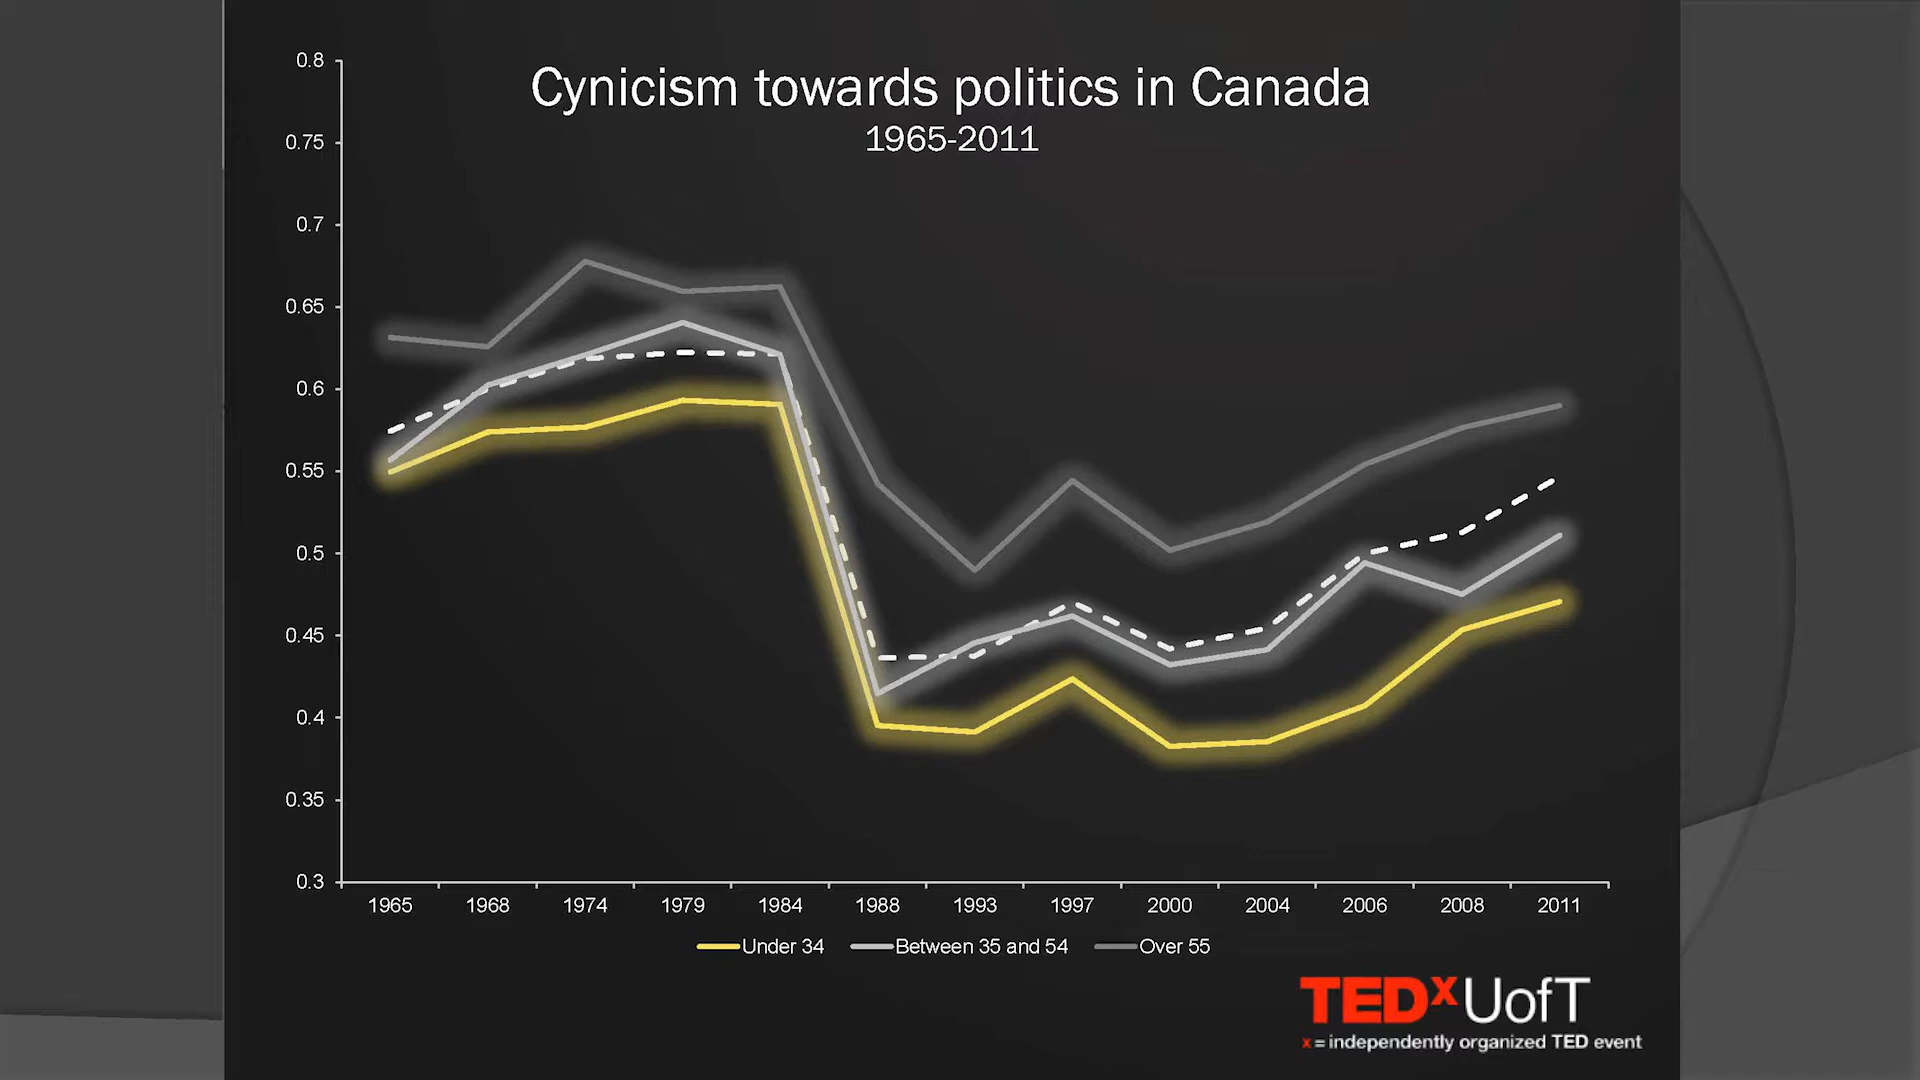 Cynicism towards politics in Canada
1965-2011
0.8
0.75
0.7
0.65
0.6
0.55
0.5
0.45
0.4
0.35
0.3
1965 1968 1974 1979 1984 1988 1993 1997 2000 2004 2006 2008 2011
Under 34 Between 35 and 54 Over 55
TEDxUofT
x = independently organized TED event